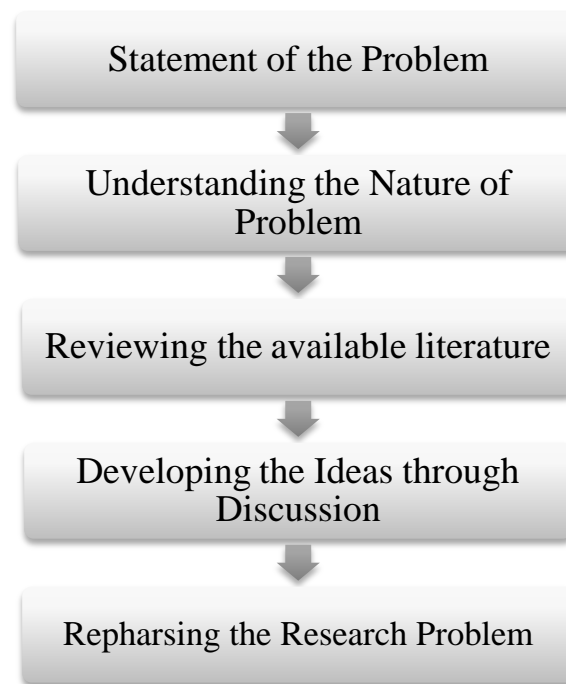 Statement of the Problem
Understanding the Nature of
Problem
Reviewing the available literature
Developing the Ideas through
Discussion
Repharsing the Research Problem